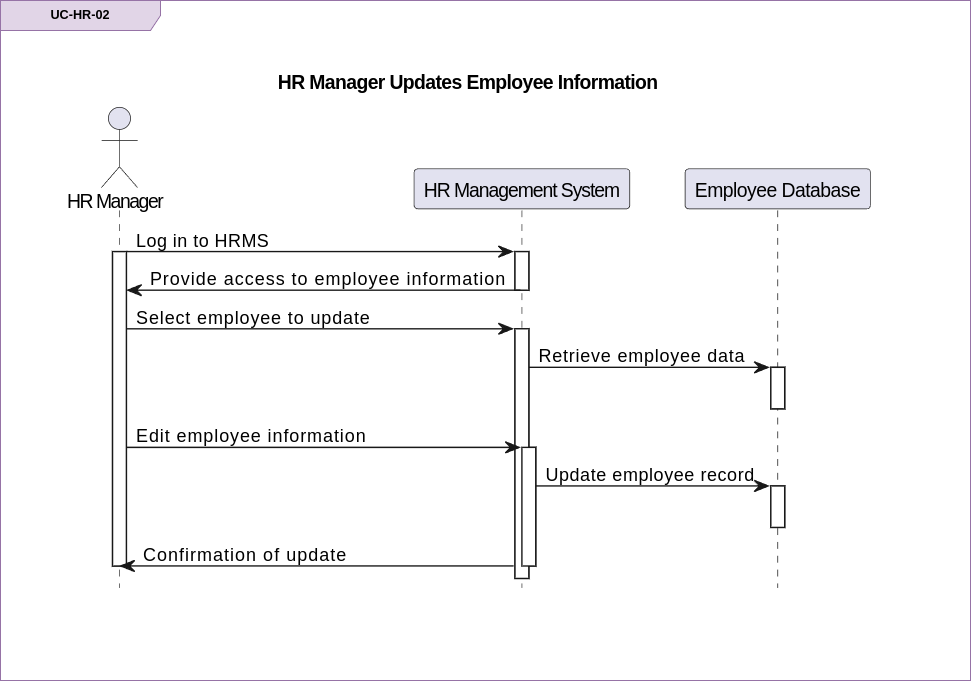 UC-HR-02
HR Manager Updates Employee Information
HR Manager
HR Management System
Employee Database
Log in to HRMS
Provide access to employee information
Select employee to update
Retrieve employee data
Edit employee information
Update employee record
Confirmation of update